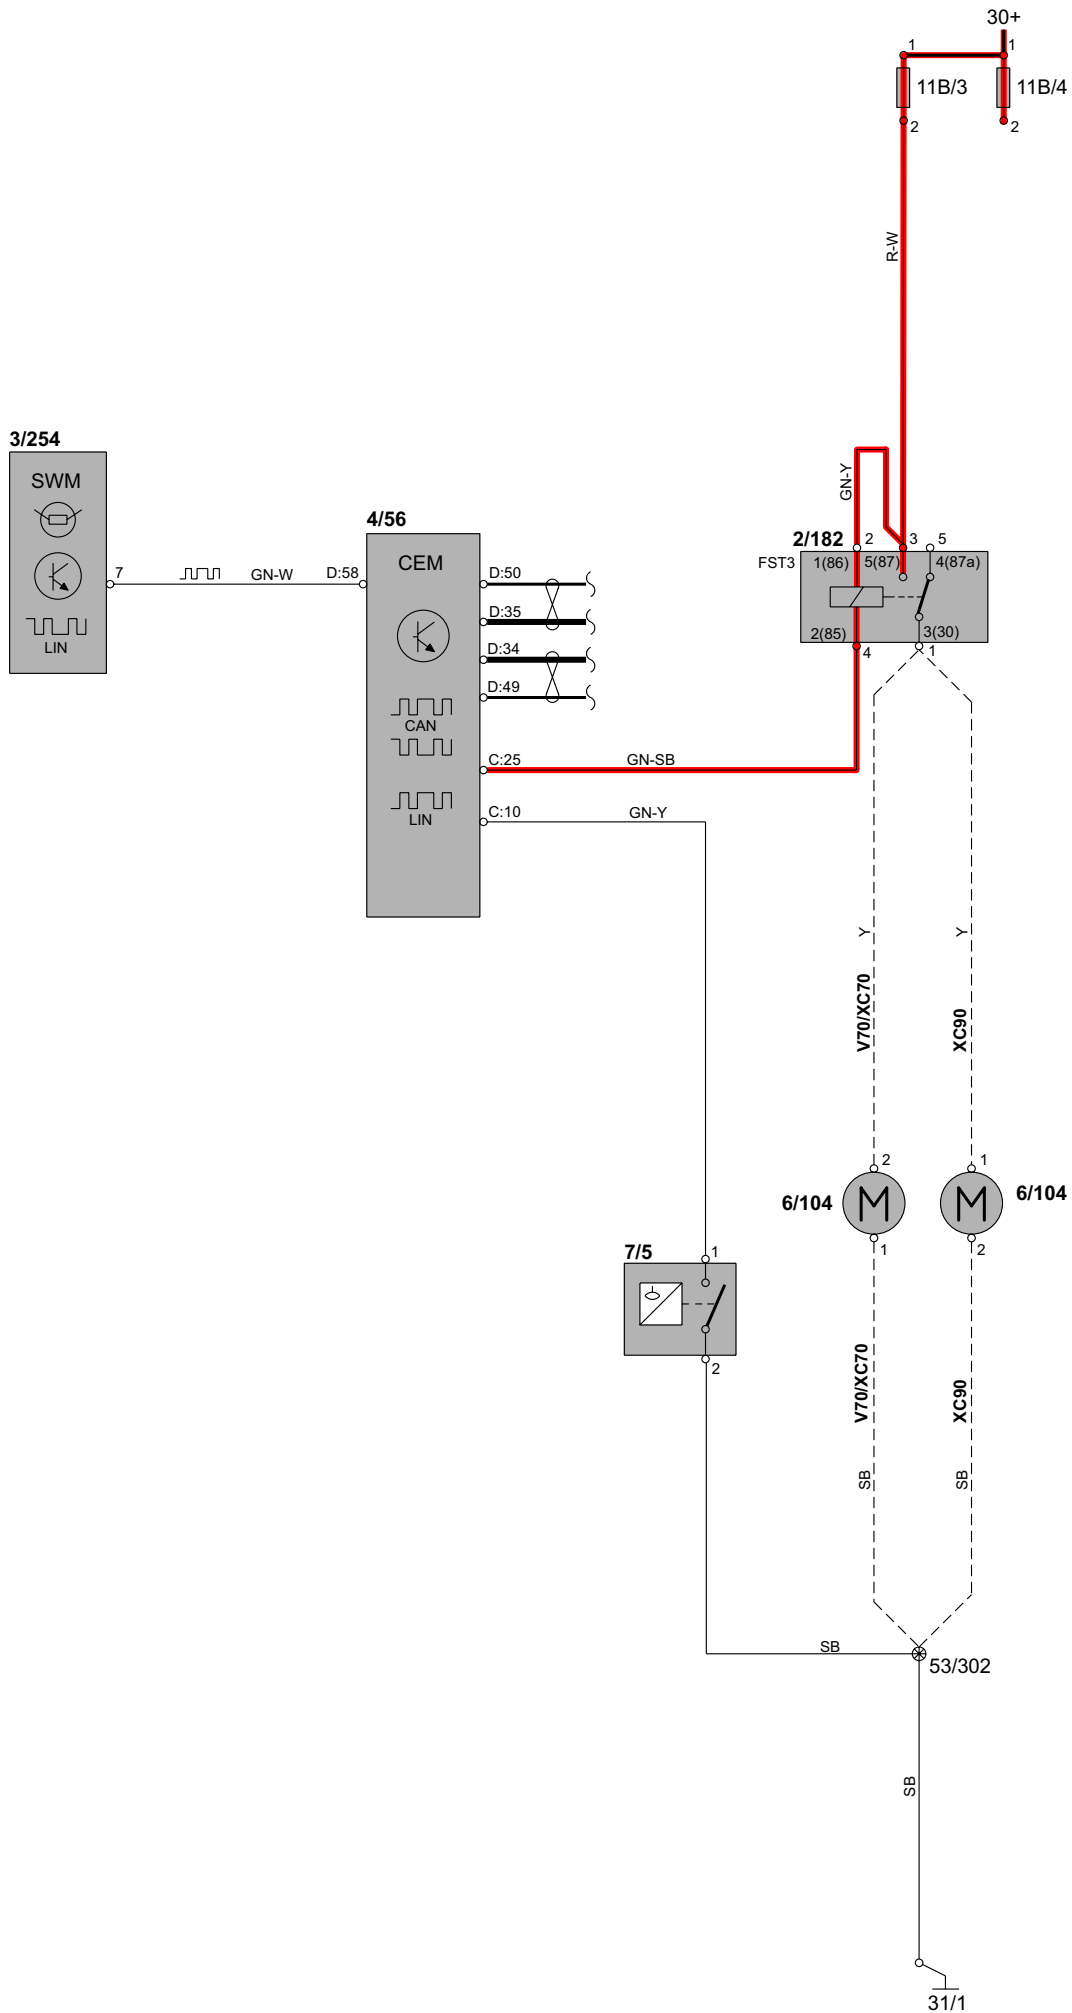 30+
1
1
11B/3
11B/4
2
2
R-W
3/254
SWM
LIN
7
GN-W
D:58
4/56
CEM
CAN
LIN
D:50
D:35
D:34
D:49
C:25
GN-SB
C:10
GN-Y
GN-Y
2/182
FST3
2
3
5
1(86)
5(87)
4(87a)
2(85)
3(30)
4
1
Y
Y
V70/XC70
XC90
2
1
6/104
M
M
6/104
1
2
7/5
1
2
V70/XC70
XC90
SB
SB
SB
53/302
SB
31/1